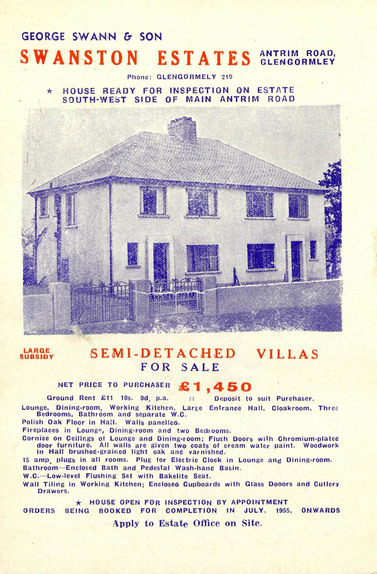 GEORGE SWANN & SON
SWANSTON ESTATES ANTRIM ROAD, GLENGORMLEY
Phone: GLENGORMELY 219
★ HOUSE READY FOR INSPECTION ON ESTATE
SOUTH-WEST SIDE OF MAIN ANTRIM ROAD
LARGE SUBSIDY
SEMI-DETACHED VILLAS
FOR SALE
NET PRICE TO PURCHASER £1,450
Ground Rent £11 10s. 0d. p.a. :: Deposit to suit Purchaser.
Lounge, Dining-room, Working Kitchen, Large Entrance Hall, Cloakroom, Three
Bedrooms, Bathroom and separate W.C.
Polish Oak Floor in Hall. Walls panelled.
Fireplaces in Lounge, Dining-room and two Bedrooms.
Cornice on Ceilings of Lounge and Dining-room; Flush Doors with Chromium-plated
door furniture. All walls are given two coats of cream water paint. Woodwork
in Hall brushed-grained light oak and varnished.
15 amp. plugs in all rooms. Plug for Electric Clock in Lounge and Dining-room.
Bathroom—Enclosed Bath and Pedestal Wash-hand Basin.
W.C.—Low-level Flushing Set with Bakelite Seat.
Wall Tiling in Working Kitchen; Enclosed Cupboards with Glass Dooors and Cutlery
Drawers.
★ HOUSE OPEN FOR INSPECTION BY APPOINTMENT
ORDERS BEING BOOKED FOR COMPLETION IN JULY, 1955, ONWARDS
Apply to Estate Office on Site.